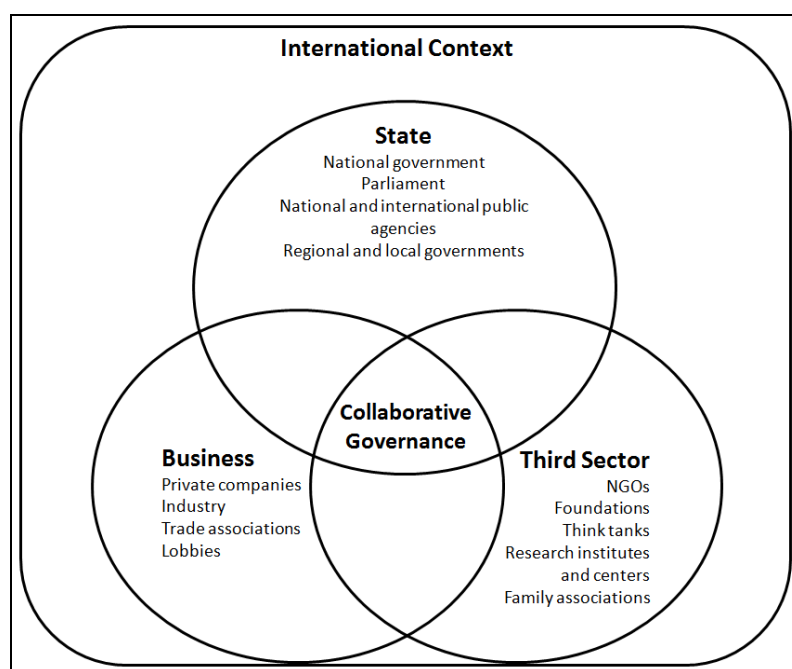 International Context
State
National government
Parliament
National and international public
agencies
Regional and local governments
Collaborative
Governance
Business
Private companies
Industry
Trade associations
Lobbies
Third Sector
NGOs
Foundations
Think tanks
Research institutes
and centers
Family associations